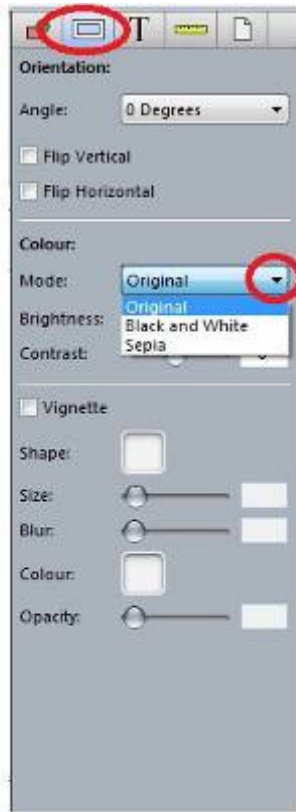 T
Orientation:
Angle: 0 Degrees
Flip Vertical
Flip Horizontal
Colour:
Mode: Original
Original
Brightness: Black and White
Contrast: Sepia
Vignette
Shape:
Size:
Blur:
Colour:
Opacity: